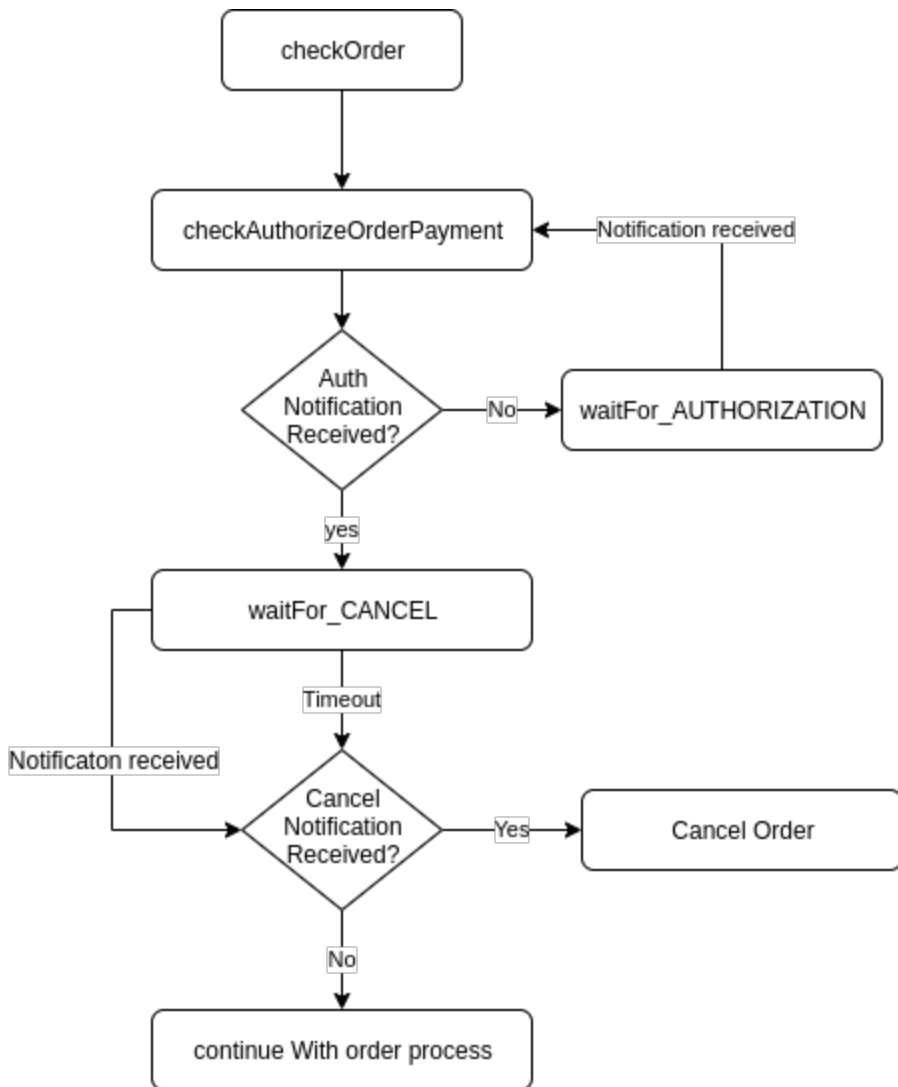 checkOrder
checkAuthorizeOrderPayment
Notification received
Auth
Notification
Received?
No
waitFor_AUTHORIZATION
yes
waitFor_CANCEL
Timeout
Notificaton received
Cancel
Notification
Received?
Yes
Cancel Order
No
continue With order process